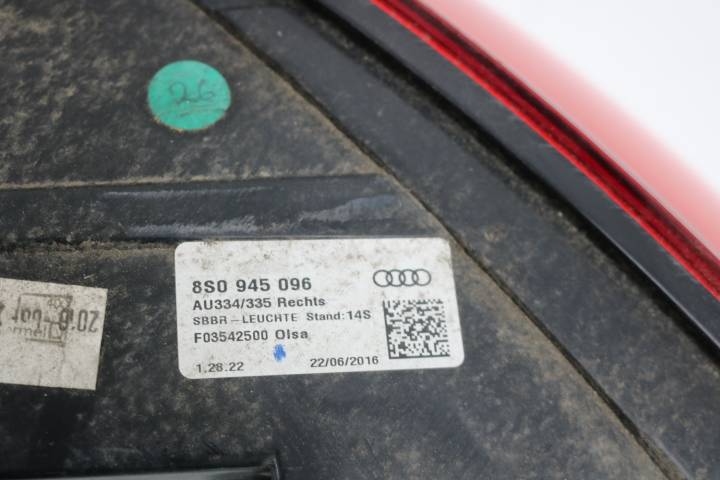 26
8S0 945 096
AU334/335 Rechts
SBBR-LEUCHTE Stand:14S
F03542500 Olsa
1.28.22 22/06/2016